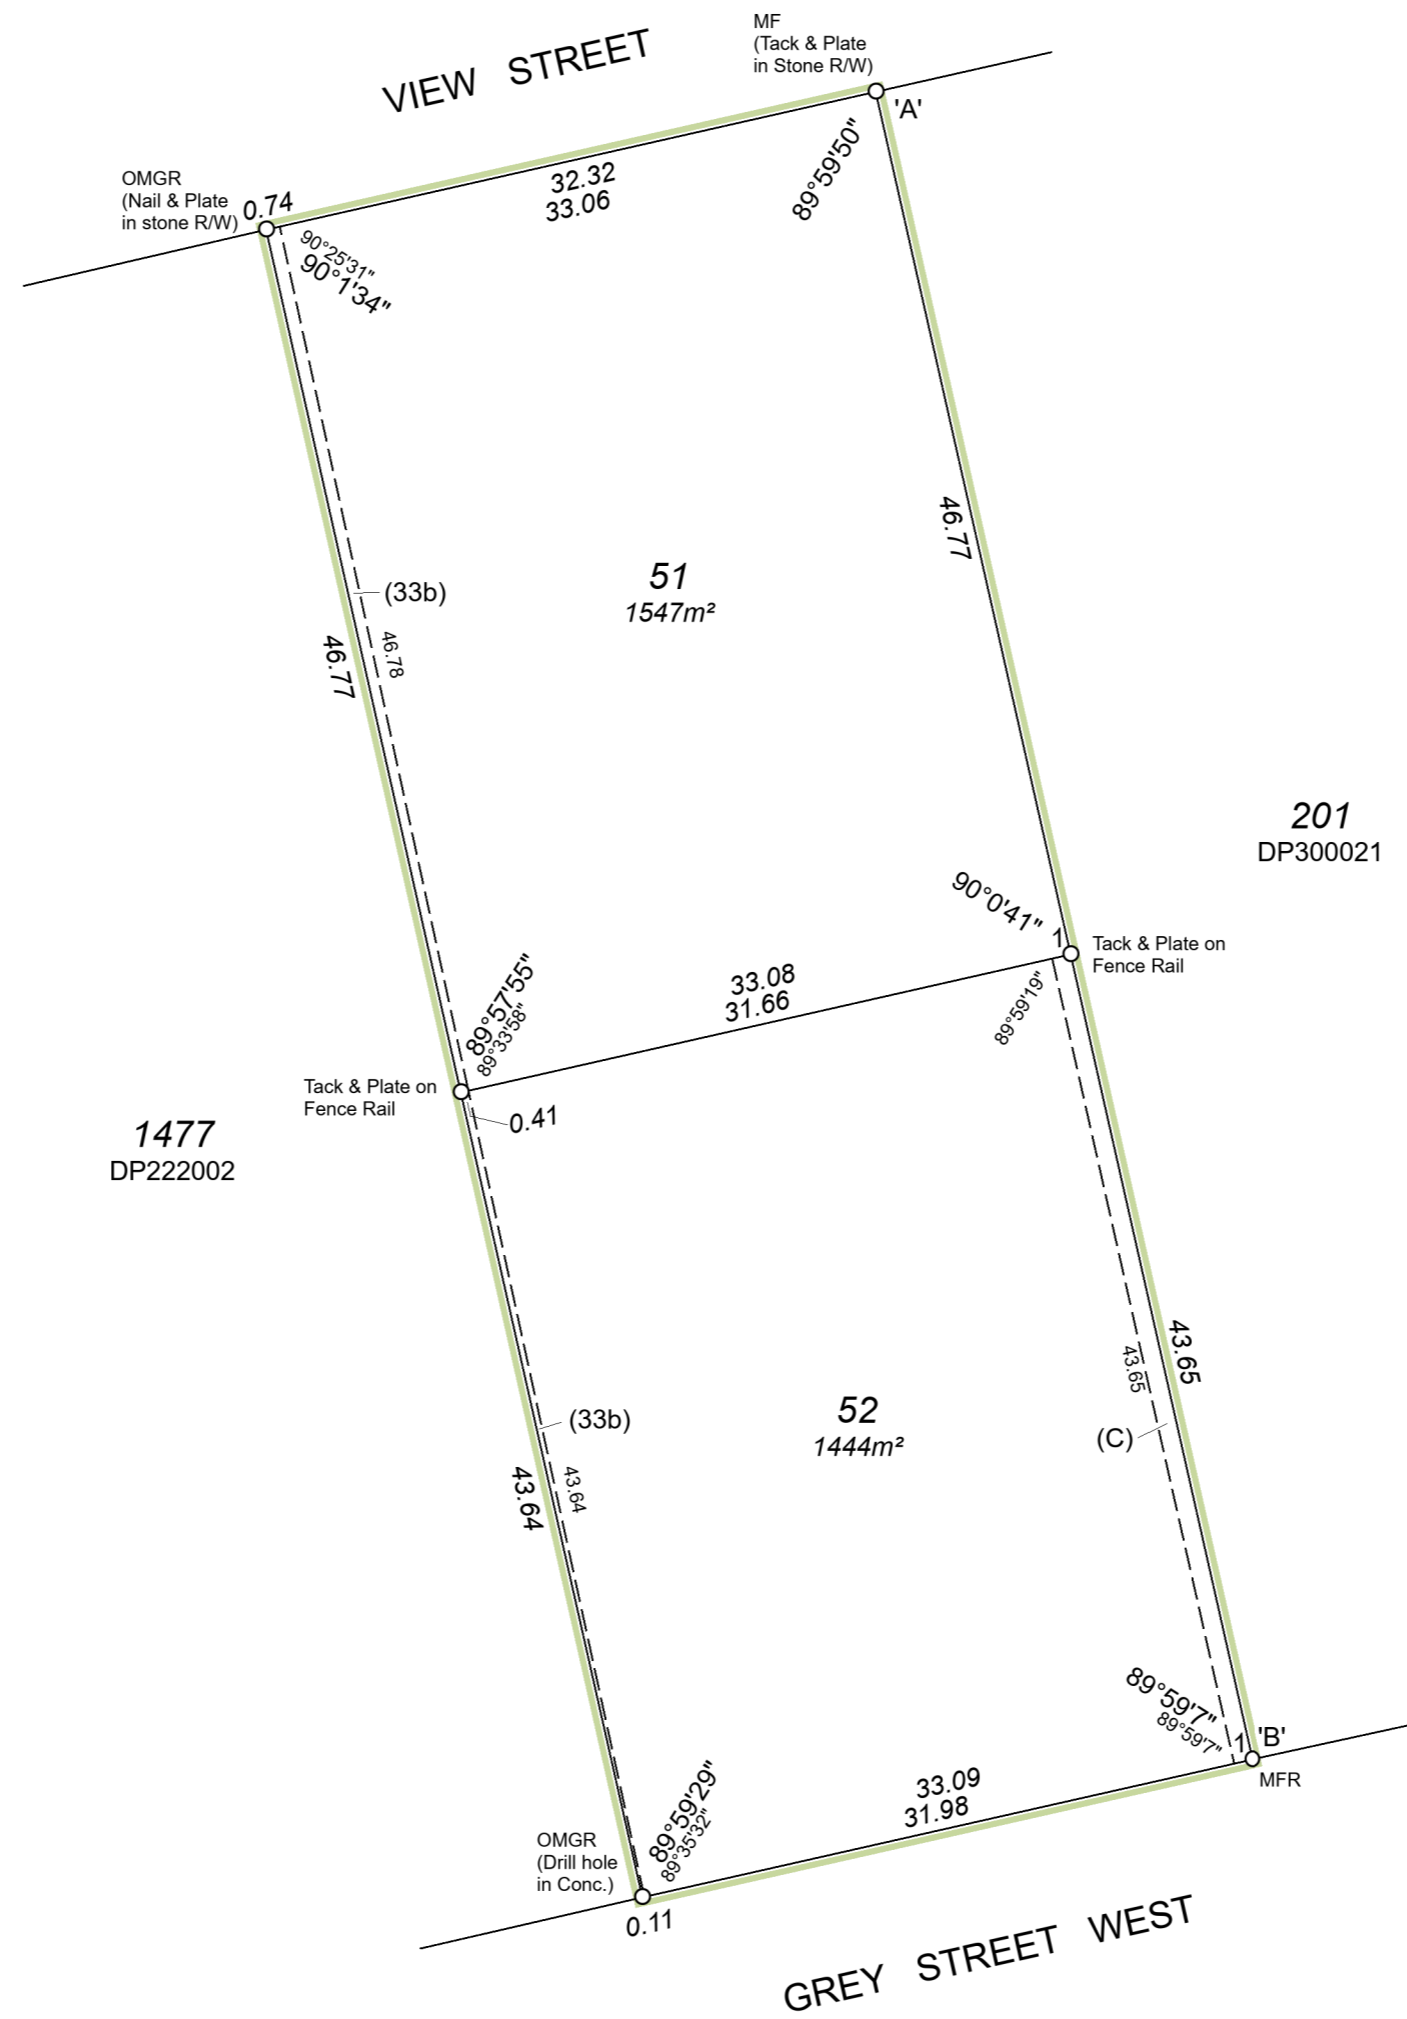 MF
(Tack & Plate
in Stone R/W)
VIEW STREET
'A'
OMGR
(Nail & Plate
in stone R/W)
0.74
32.32
33.06
89°59'50"
90°25'31"
90°1'34"
46.77
(33b)
51
1547m²
46.77
46.78
201
DP300021
90°0'41"
1
Tack & Plate on
Fence Rail
89°57'55"
89°33'58"
33.08
31.66
89°59'19"
Tack & Plate on
Fence Rail
0.41
1477
DP222002
43.65
43.65
52
1444m²
(33b)
(C)
43.64
43.64
89°59'7"
89°59'7"
1
'B'
MFR
33.09
31.98
89°59'29"
89°35'32"
OMGR
(Drill hole
in Conc.)
0.11
GREY STREET WEST